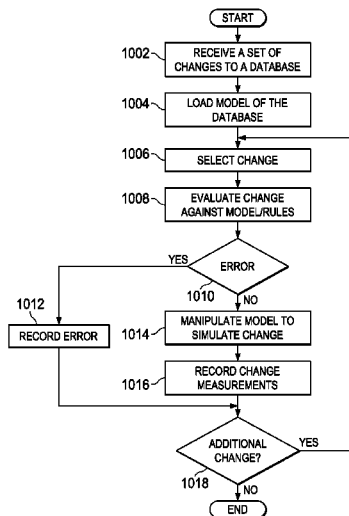 START
1002
RECEIVE A SET OF
CHANGES TO A DATABASE
1004
LOAD MODEL OF THE
DATABASE
1006
SELECT CHANGE
1008
EVALUATE CHANGE
AGAINST MODEL/RULES
YES
ERROR
1010
NO
1012
RECORD ERROR
1014
MANIPULATE MODEL TO
SIMULATE CHANGE
1016
RECORD CHANGE
MEASUREMENTS
ADDITIONAL
CHANGE?
YES
1018
NO
END